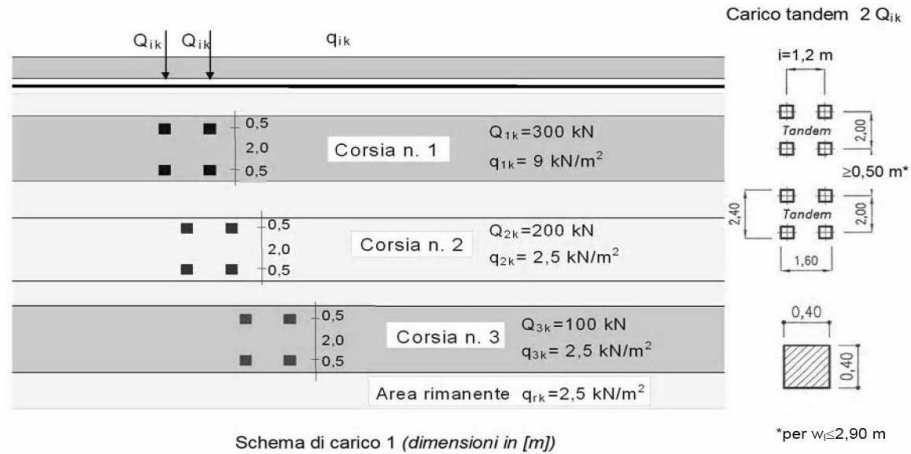 Carico tandem 2 Qik
Qik Qik qik
i=1,2 m
0,5
2,0
0,5
Corsia n. 1
Q1k=300 kN
q1k= 9 kN/m²
Tandem
2,00
≥0,50 m*
0,5
2,0
0,5
Corsia n. 2
Q2k=200 kN
q2k= 2,5 kN/m²
2,40
Tandem
2,00
1,60
0,5
2,0
0,5
Corsia n. 3
Q3k=100 kN
q3k= 2,5 kN/m²
0,40
0,40
Area rimanente qrk=2,5 kN/m²
Schema di carico 1 (dimensioni in [m])
*per wl≤2,90 m